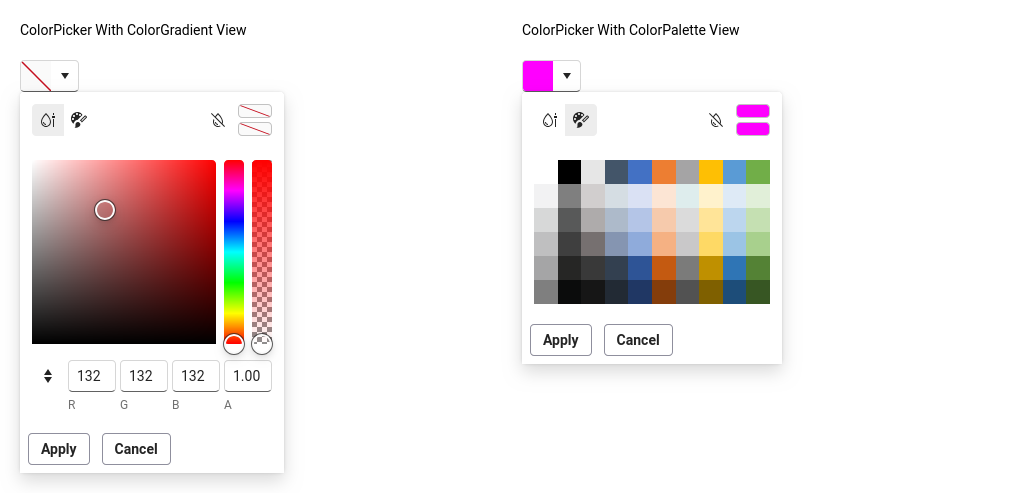 ColorPicker With ColorGradient View
132 132 132 1.00
R G B A
Apply Cancel
ColorPicker With ColorPalette View
Apply Cancel